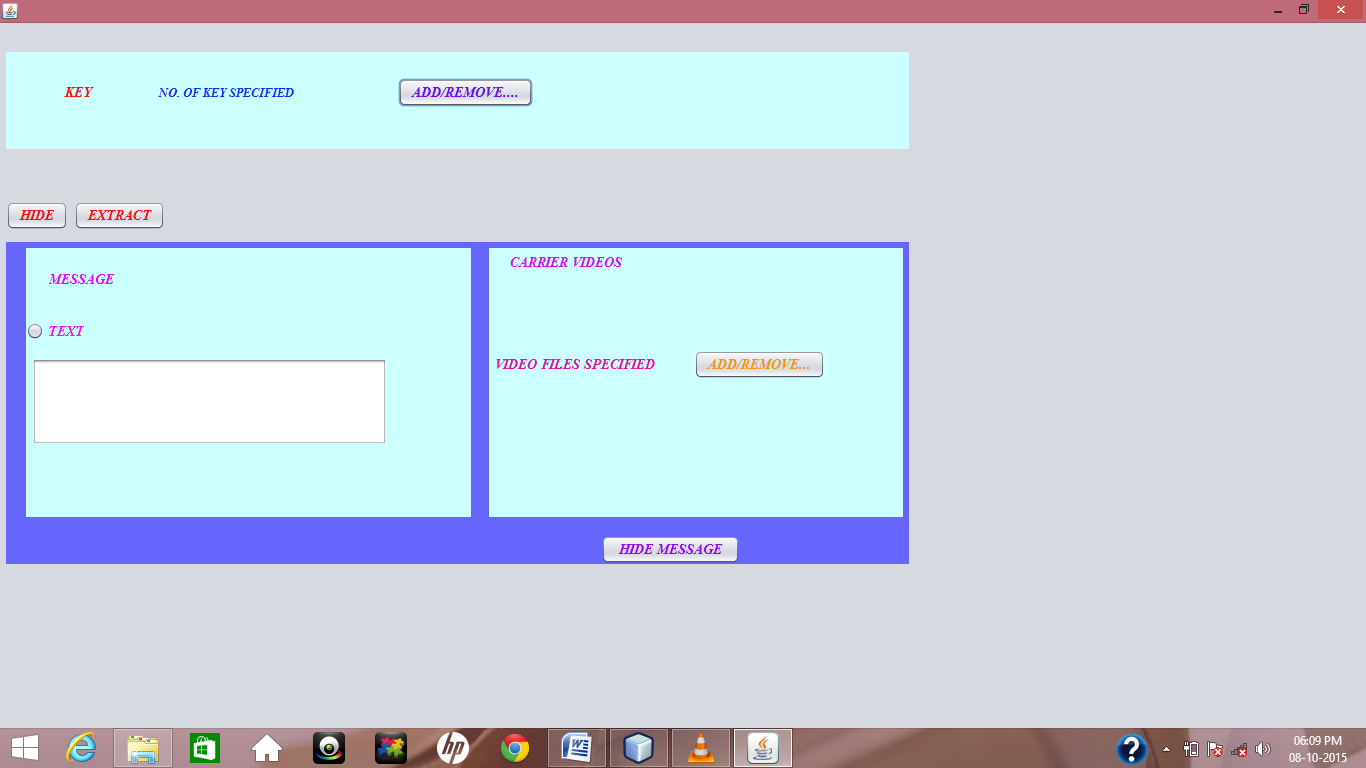 KEY NO. OF KEY SPECIFIED ADD/REMOVE....
HIDE EXTRACT
MESSAGE
TEXT
CARRIER VIDEOS
VIDEO FILES SPECIFIED ADD/REMOVE...
HIDE MESSAGE
hp
06:09 PM
08-10-2015